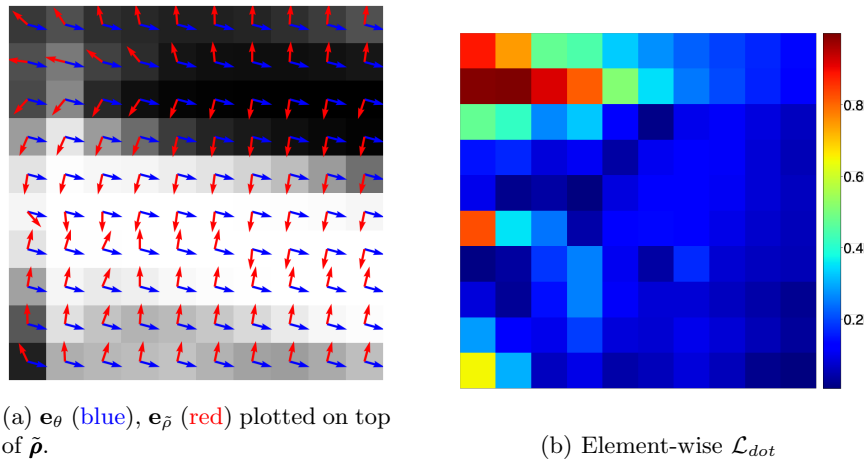 0.8
0.6
0.4
0.2
(a) e_θ (blue), e_ρ̃ (red) plotted on top
of ρ̃.
(b) Element-wise ℒ_dot